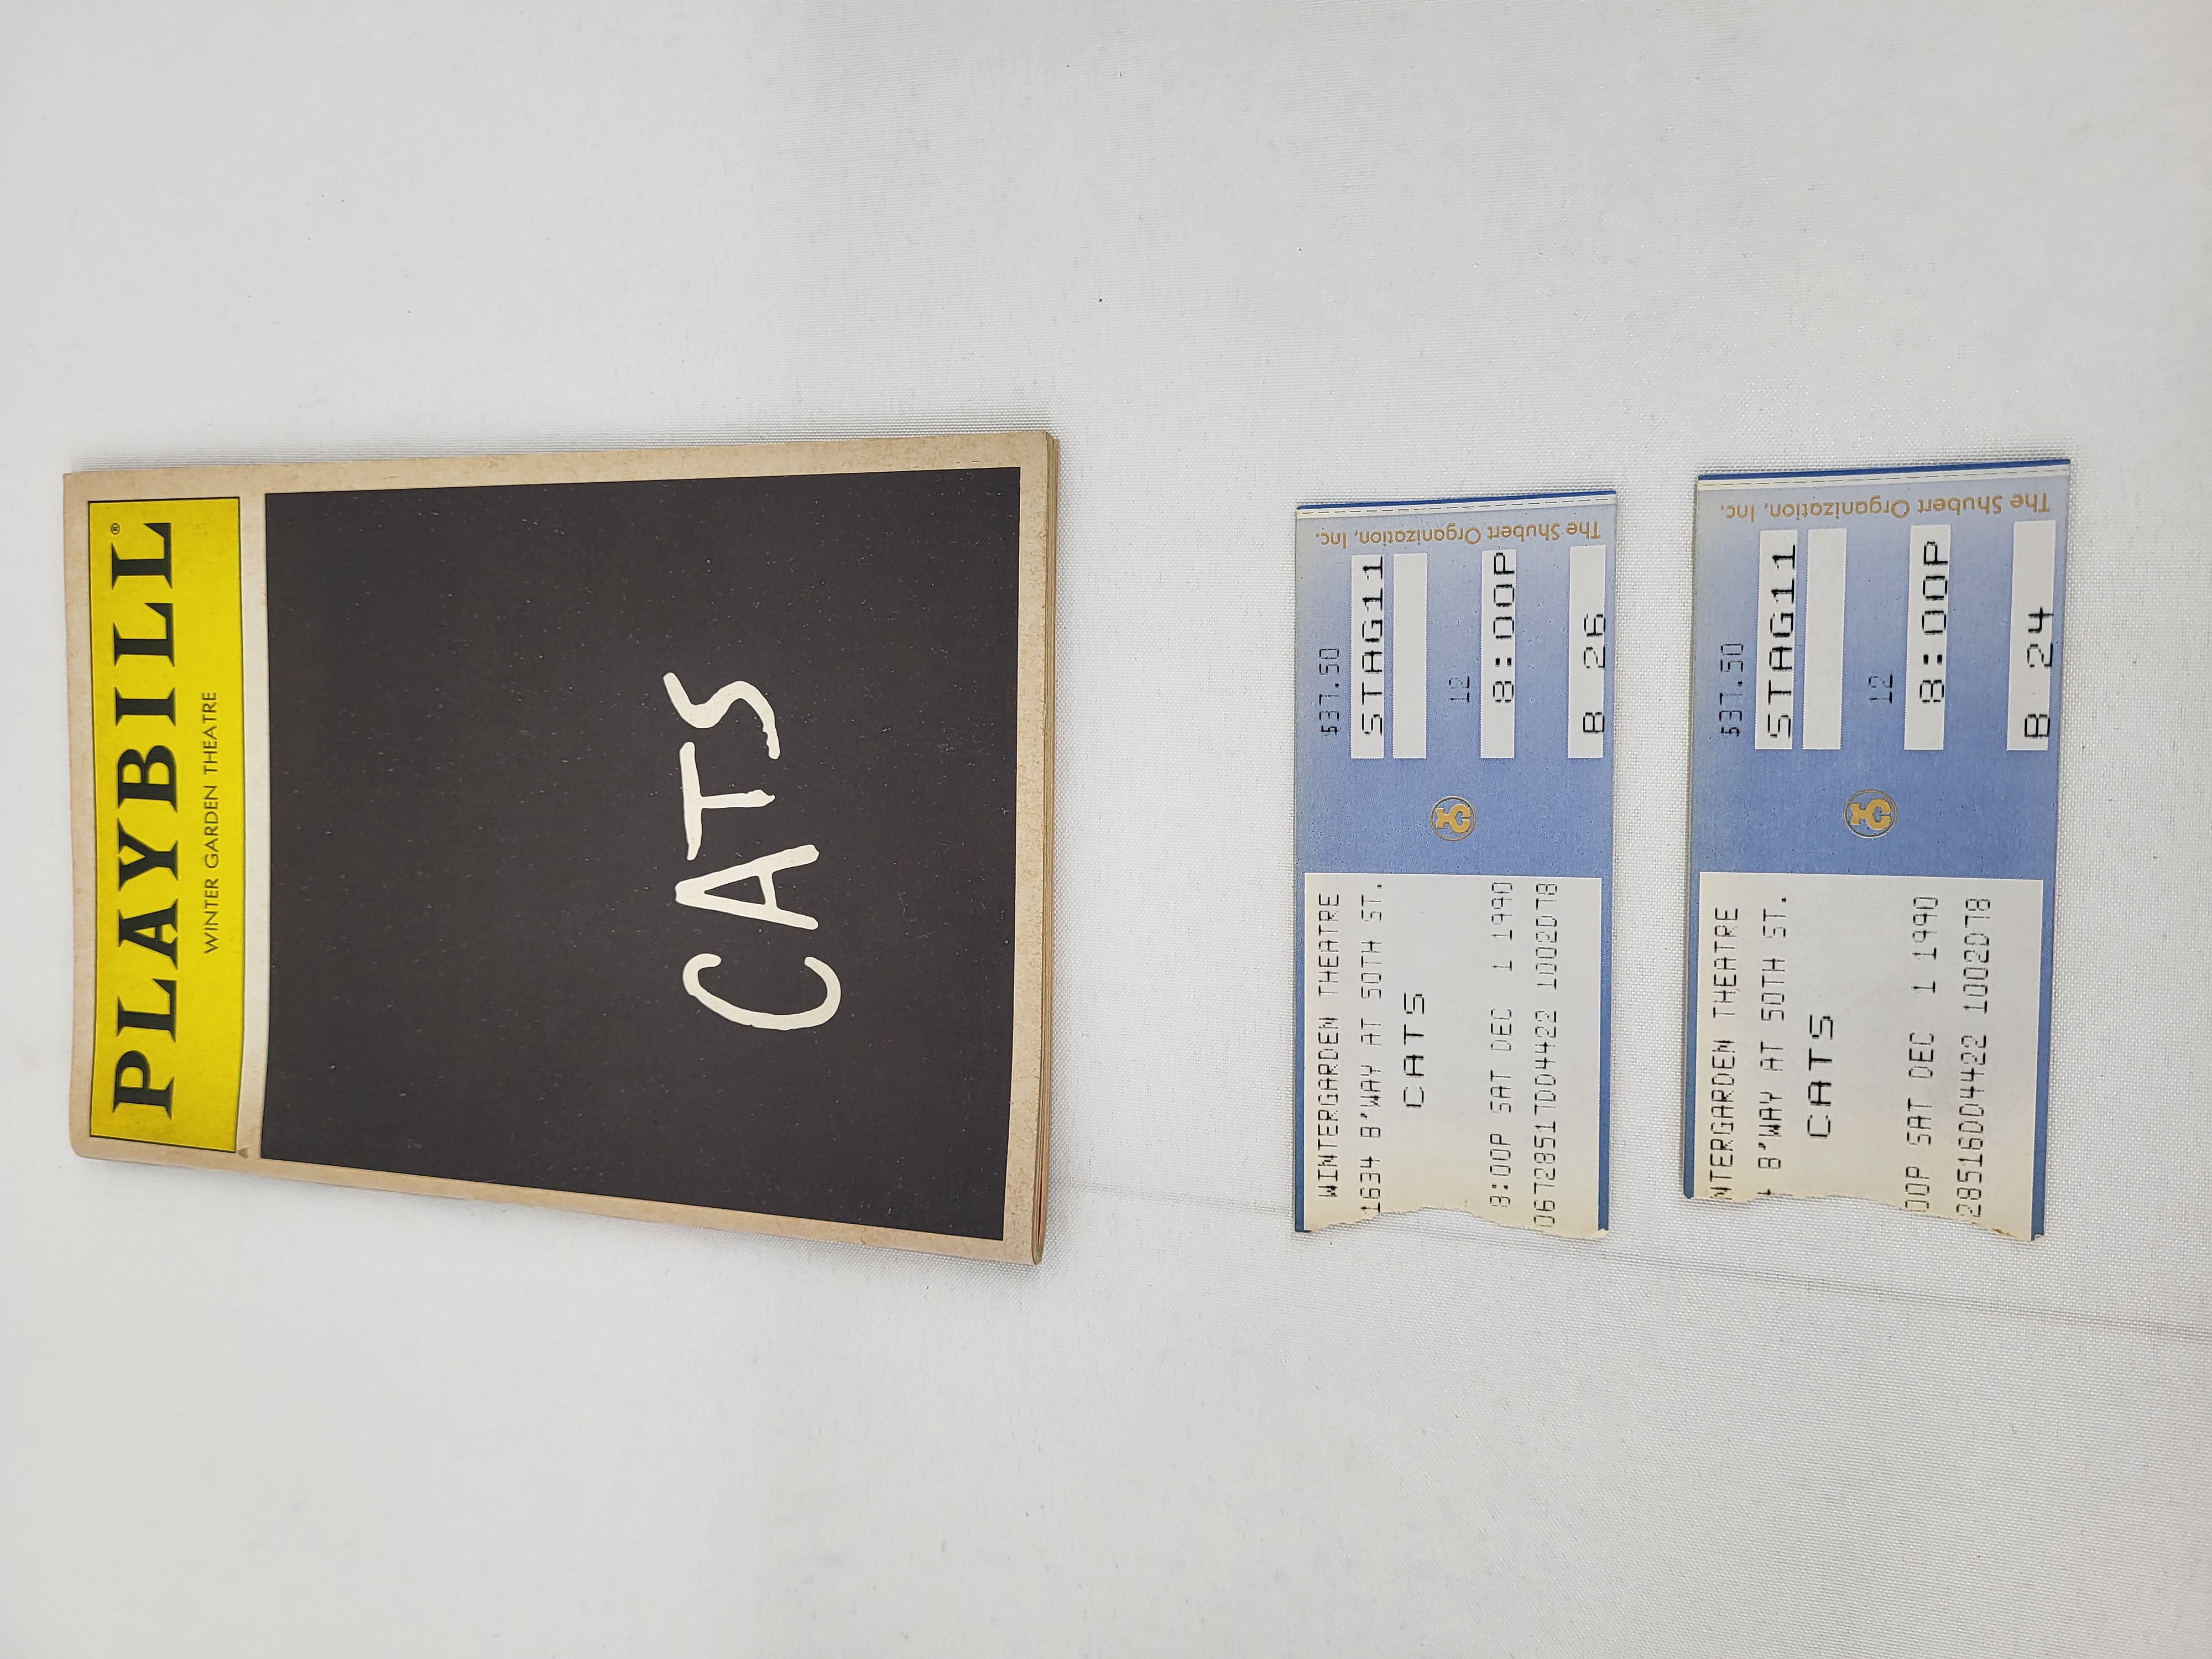 PLAYBILL®
WINTER GARDEN THEATRE
CATS
WINTERGARDEN THEATRE
1634 B'WAY AT 50TH ST.
CATS
8:00P SAT DEC 1 1990
06728517DD4422 1002D78
$37.50
STAG11
12
8:00P
B 26
The Shubert Organization, Inc.
NTERGARDEN THEATRE
B'WAY AT 50TH ST.
CATS
00P SAT DEC 1 1990
28516DD4422 1002D78
$37.50
STAG11
12
8:00P
B 24
The Shubert Organization, Inc.